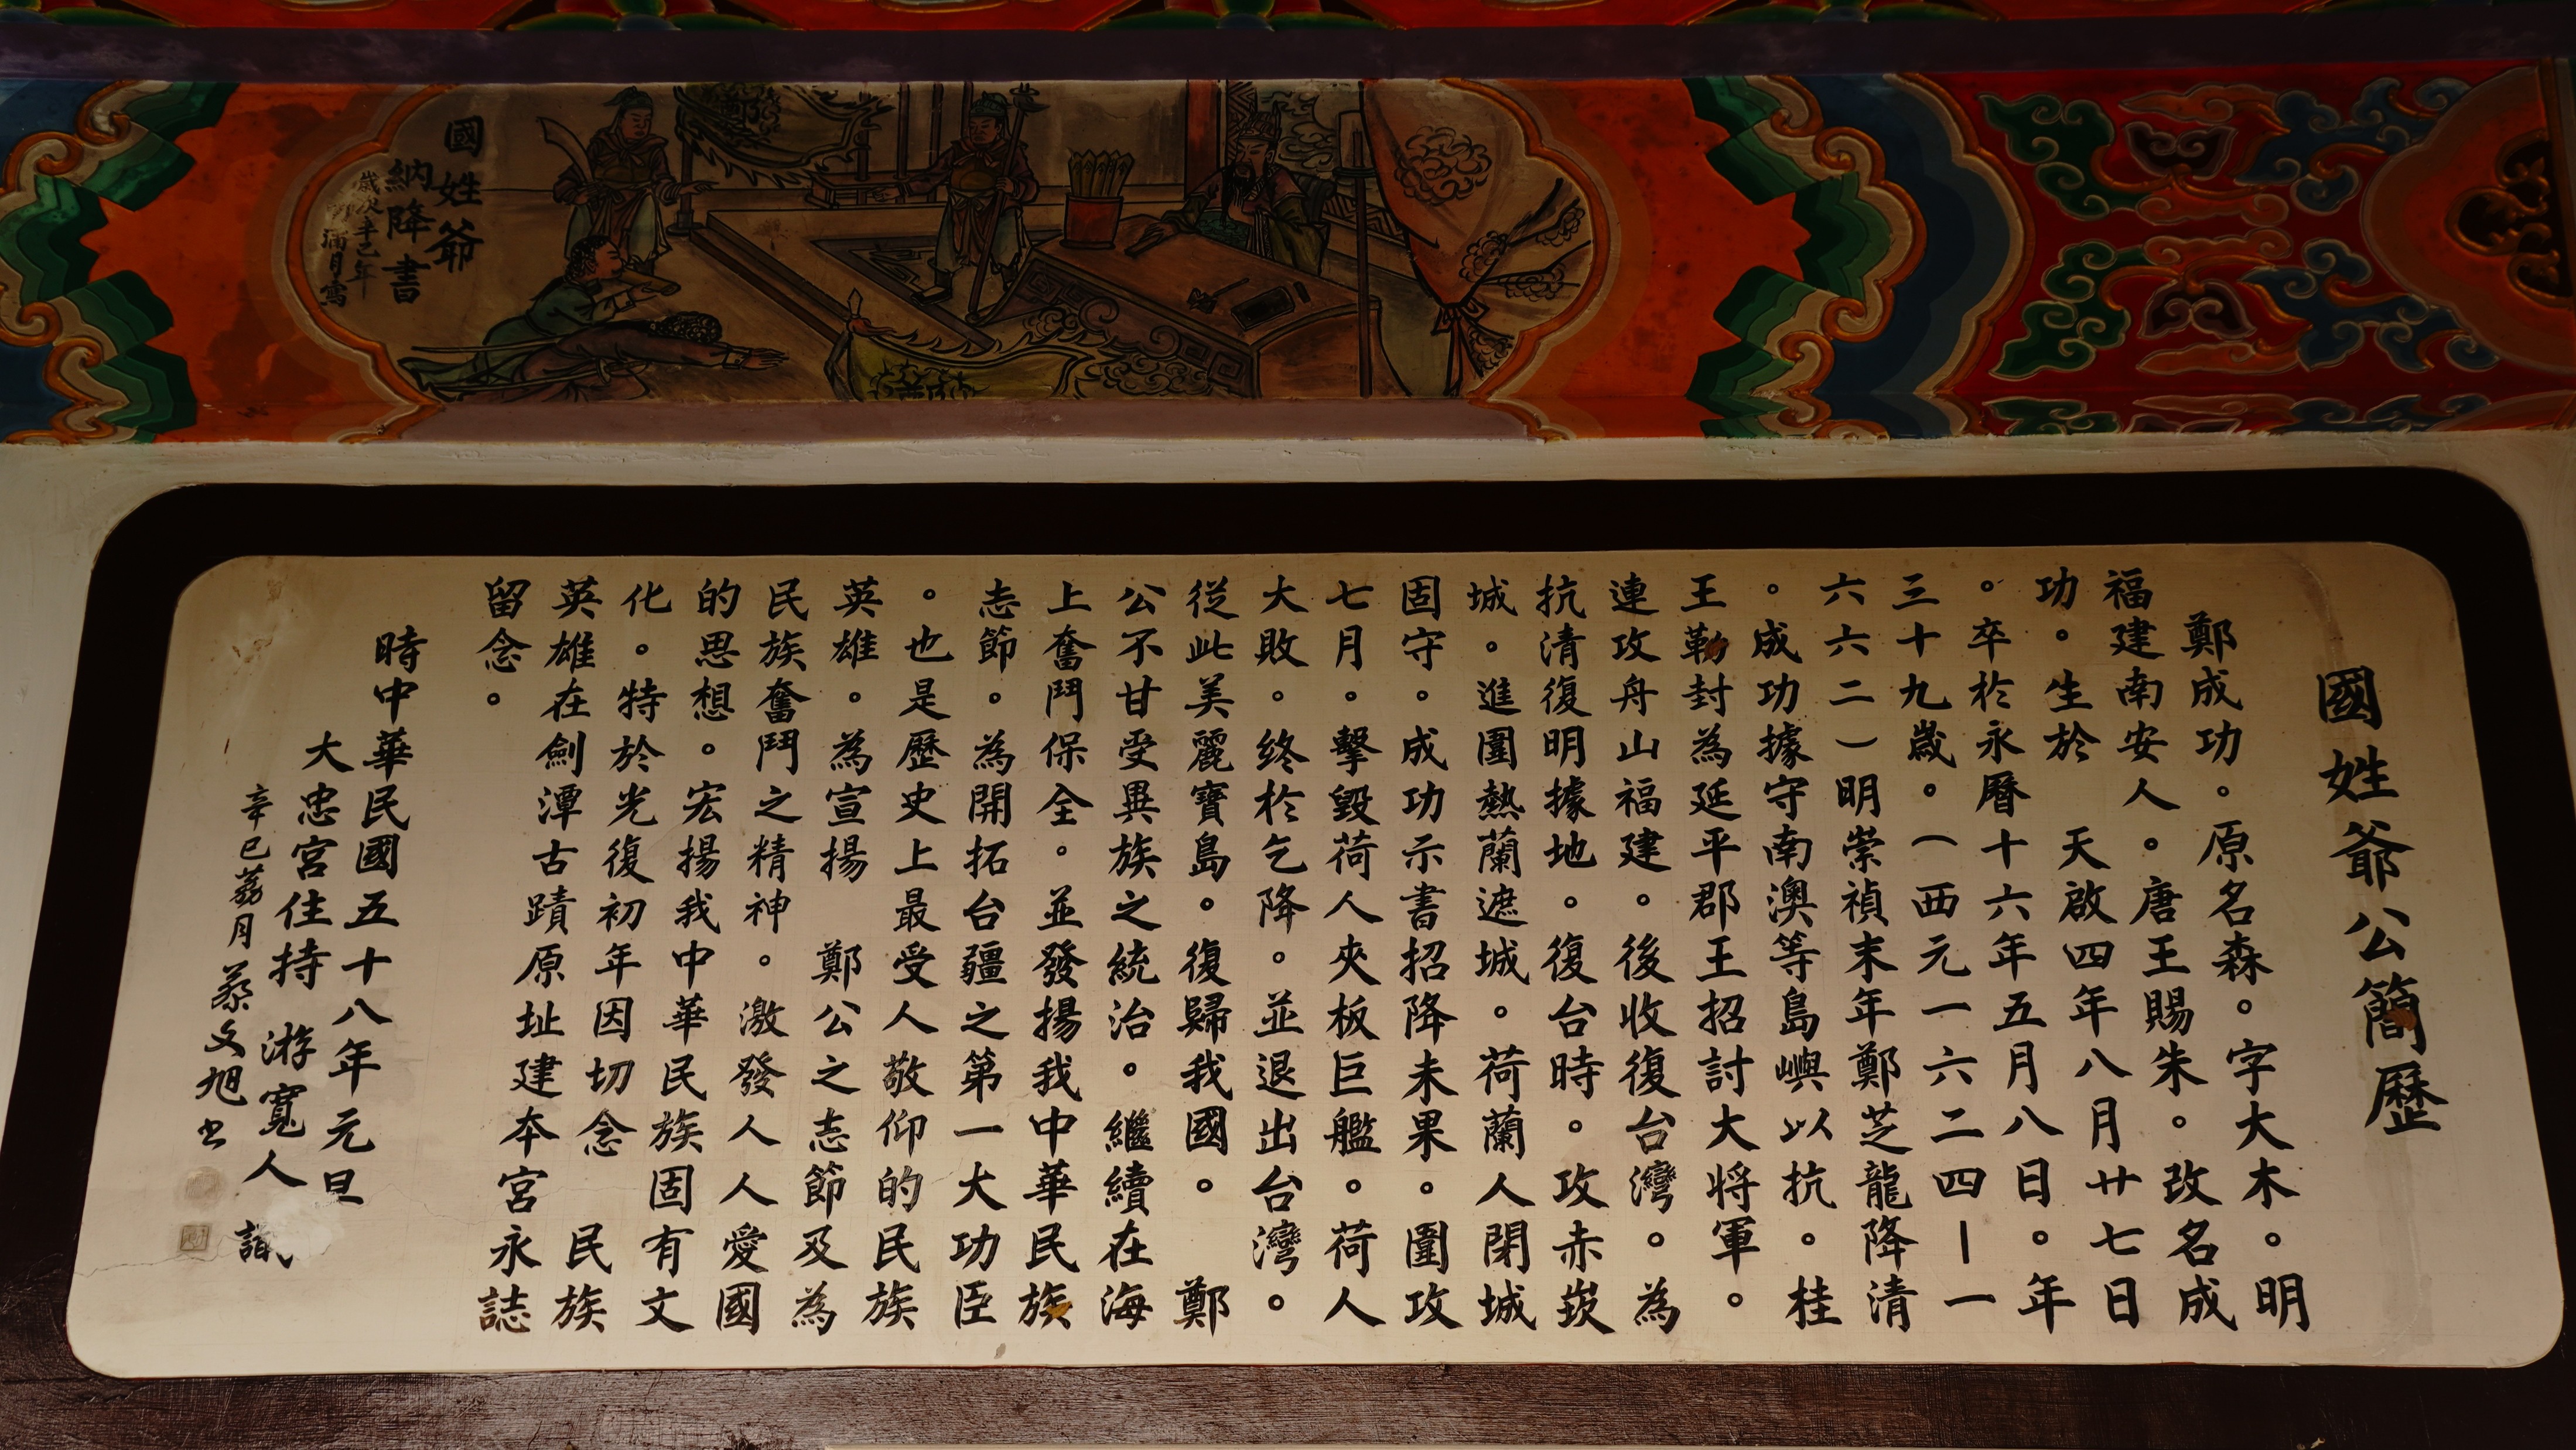 國姓爺
納降書
歲次辛巳年
滿月寫
國姓爺公簡歷
鄭成功。原名森。字大木。明
福建南安人。唐王賜朱。改名成
功。生於 天啟四年八月廿七日
。卒於永曆十六年五月八日。年
三十九歲。(西元一六二四—一
六六二)明崇禎末年鄭芝龍降清
。成功據守南澳等島嶼以抗。桂
王勅封為延平郡王招討大將軍。
連攻舟山福建。後收復台灣。為
抗清復明據地。復台時。攻赤崁
城。進圍熱蘭遮城。荷蘭人閉城
固守。成功示書招降未果。圍攻
七月。擊毀荷人夾板巨艦。荷人
大敗。終於乞降。並退出台灣。
從此美麗寶島。復歸我國。 鄭
公不甘受異族之統治。繼續在海
上奮鬥保全。並發揚我中華民族
志節。為開拓台疆之第一大功臣
。也是歷史上最受人敬仰的民族
英雄。為宣揚 鄭公之志節及為
民族奮鬥之精神。激發人人愛國
的思想。宏揚我中華民族固有文
化。特於光復初年因切念 民族
英雄在劍潭古蹟原址建本宮永誌
留念。
時中華民國五十八年元旦
大忠宮住持 游寬人 識
辛巳荔月 蔡文旭書